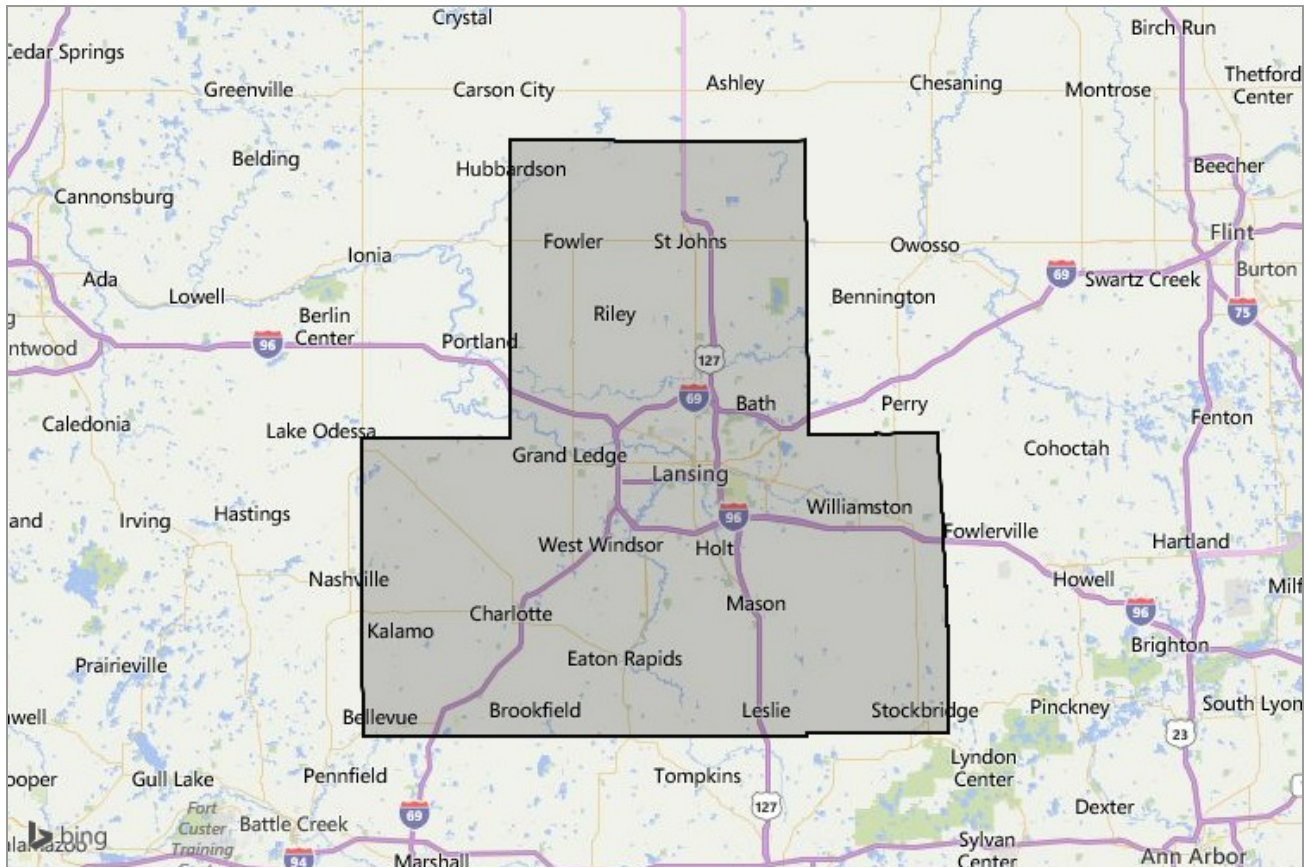 Crystal
Birch Run
Cedar Springs
Greenville
Carson City
Ashley
Chesaning
Montrose
Thetford
Center
Belding
Hubbardson
Beecher
Cannonsburg
Fowler
St Johns
Owosso
Flint
Ionia
Ada
Lowell
69
Swartz Creek
Burton
Bennington
Berlin
Center
Riley
75
96
Portland
127
ntwood
69
Bath
Perry
Caledonia
Lake Odessa
Fenton
Grand Ledge
Cohoctah
Lansing
and
Irving
Hastings
96
Williamston
Fowlerville
West Windsor
Holt
Hartland
Nashville
Howell
Milf
Charlotte
Mason
96
Kalamo
Brighton
Prairieville
Eaton Rapids
well
Bellevue
Brookfield
Leslie
Stockbridge
Pinckney
South Lyon
23
ooper
Gull Lake
Pennfield
Tompkins
Lyndon
Center
Fort
Custer
Training
Battle Creek
69
127
Dexter
bing
alamazoo
94
Marshall
Sylvan
Center
Ann Arbor